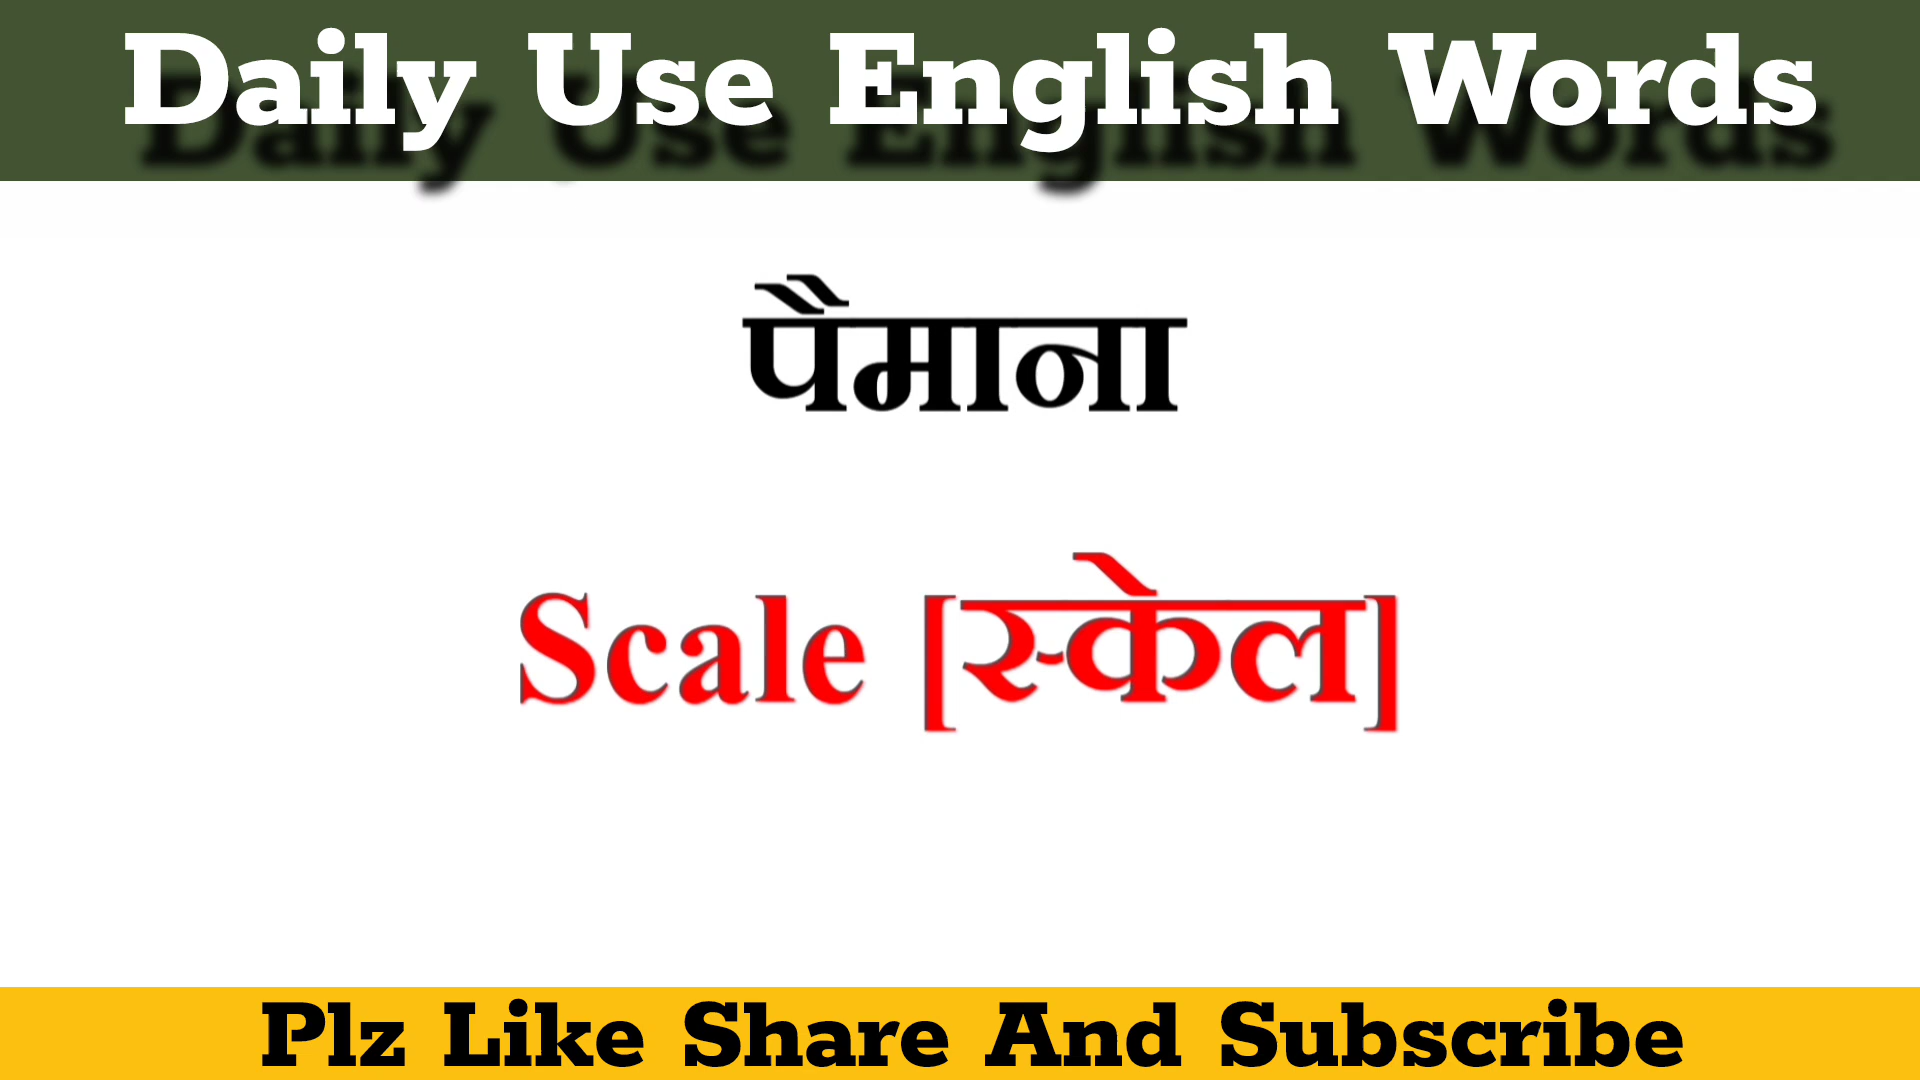 Daily Use English Words
पैमाना
Scale [स्केल]
Plz Like Share And Subscribe